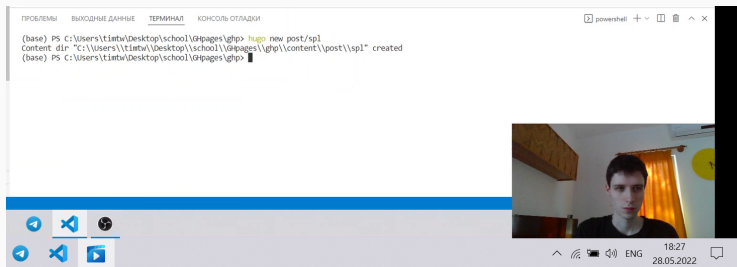 ПРОБЛЕМЫ ВЫХОДНЫЕ ДАННЫЕ ТЕРМИНАЛ КОНСОЛЬ ОТЛАДКИ powershell
(base) PS C:\Users\timtw\Desktop\school\GHpages\ghp> hugo new post/spl
Content dir "C:\\Users\\timtw\\Desktop\\school\\GHpages\\ghp\\content\\post\\spl" created
(base) PS C:\Users\timtw\Desktop\school\GHpages\ghp>
ENG 18:27
28.05.2022